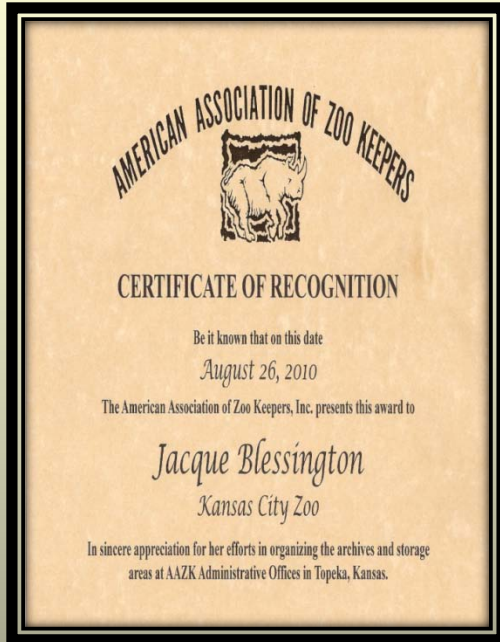 AMERICAN ASSOCIATION OF ZOO KEEPERS
CERTIFICATE OF RECOGNITION
Be it known that on this date
August 26, 2010
The American Association of Zoo Keepers, Inc. presents this award to
Jacque Blessington
Kansas City Zoo
In sincere appreciation for her efforts in organizing the archives and storage
areas at AAZK Administrative Offices in Topeka, Kansas.